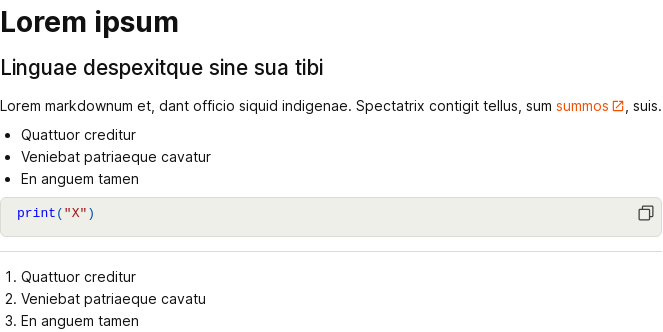 Lorem ipsum
Linguae despexitque sine sua tibi
Lorem markdownum et, dant officio siquid indigenae. Spectatrix contigit tellus, sum summos, suis.
• Quattuor creditur
• Veniebat patriaeque cavatur
• En anguem tamen
print("X")
1. Quattuor creditur
2. Veniebat patriaeque cavatu
3. En anguem tamen